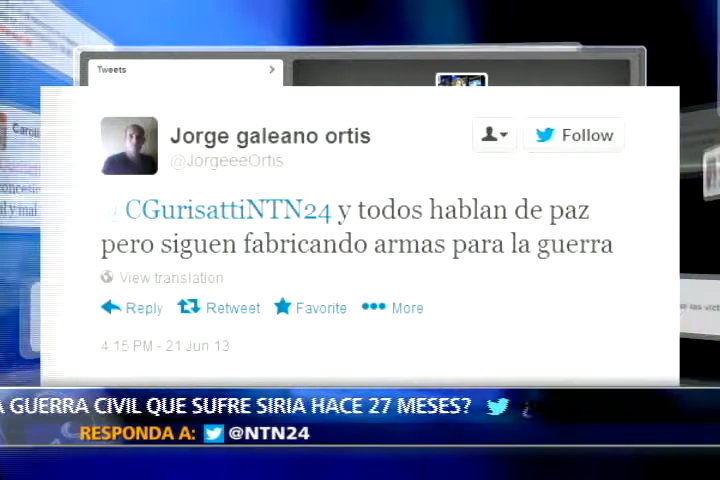 Tweets
Jorge galeano ortis
@JorgeeeOrtis
Follow
@CGurisattiNTN24 y todos hablan de paz
pero siguen fabricando armas para la guerra
View translation
Reply Retweet Favorite More
4:15 PM - 21 Jun 13
A GUERRA CIVIL QUE SUFRE SIRIA HACE 27 MESES?
RESPONDA A: @NTN24